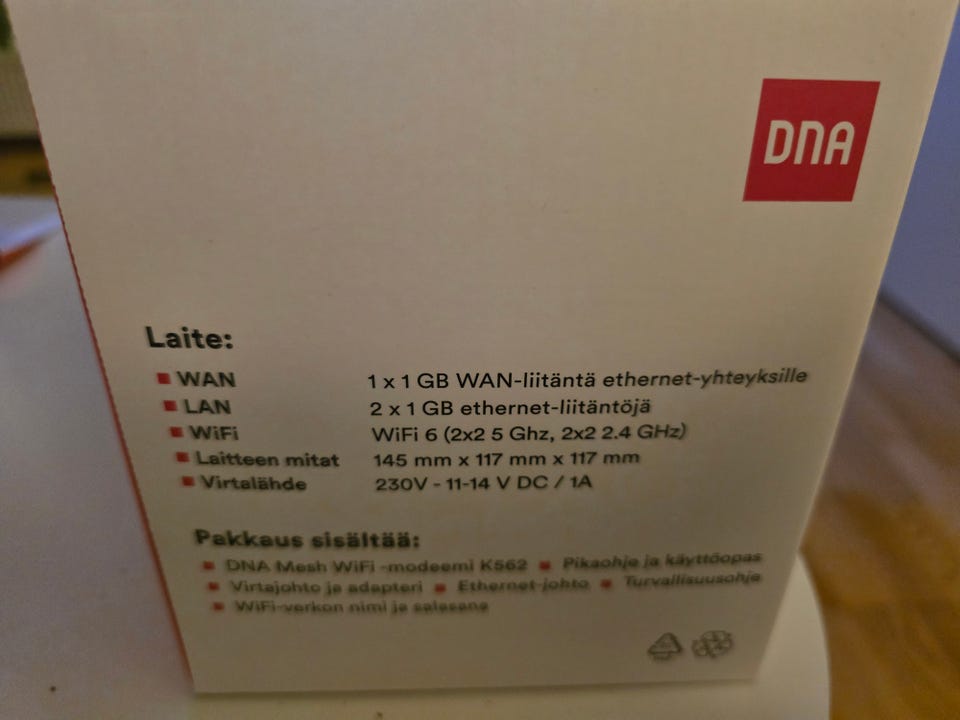 DNA
Laite:
WAN 1 x 1 GB WAN-liitäntä ethernet-yhteyksille
LAN 2 x 1 GB ethernet-liitäntöjä
WiFi WiFi 6 (2x2 5 Ghz, 2x2 2.4 GHz)
Laitteen mitat 145 mm x 117 mm x 117 mm
Virtalähde 230V - 11-14 V DC / 1A
Pakkaus sisältää:
DNA Mesh WiFi -modeemi K562 Pikaohje ja käyttöopas
Virtajohto ja adapteri Ethernet-johto Turvallisuusohje
WiFi-verkon nimi ja salasana